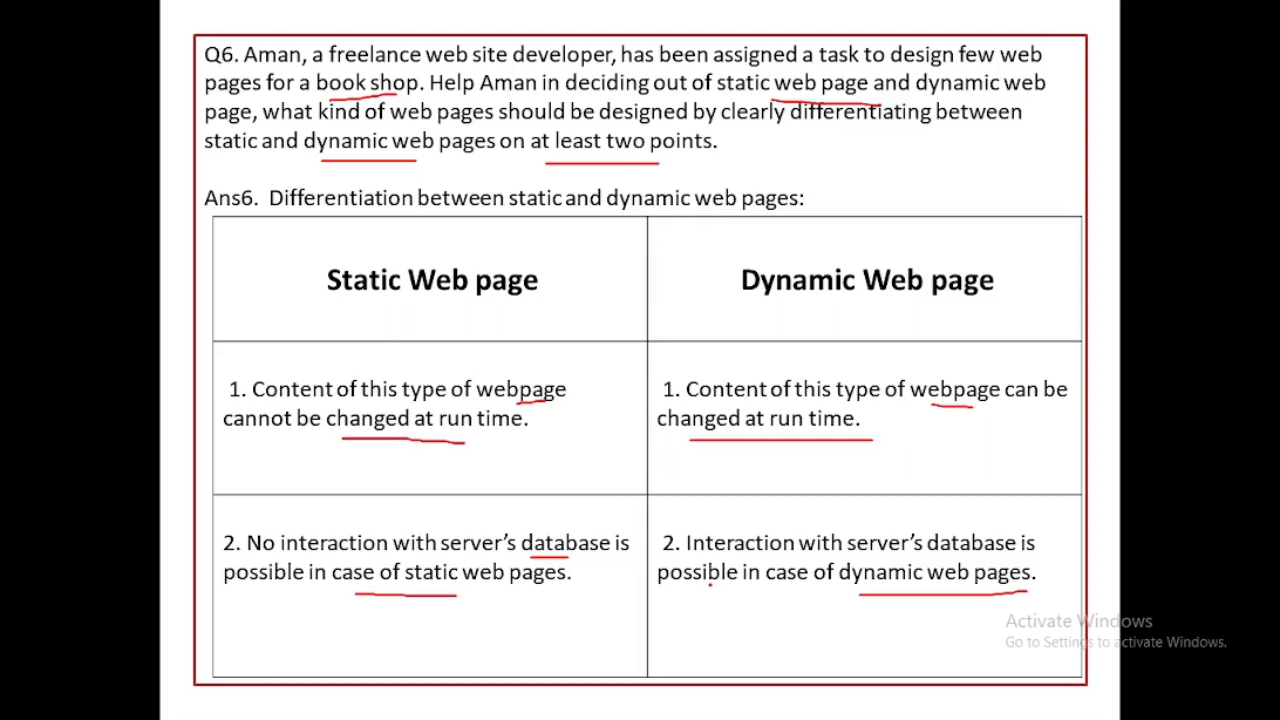 Q6. Aman, a freelance web site developer, has been assigned a task to design few web
pages for a book shop. Help Aman in deciding out of static web page and dynamic web
page, what kind of web pages should be designed by clearly differentiating between
static and dynamic web pages on at least two points.
Ans6. Differentiation between static and dynamic web pages:
Static Web page
Dynamic Web page
1. Content of this type of webpage
cannot be changed at run time.
1. Content of this type of webpage can be
changed at run time.
2. No interaction with server's database is
possible in case of static web pages.
2. Interaction with server's database is
possible in case of dynamic web pages.
Activate Windows
Go to Settings to activate Windows.